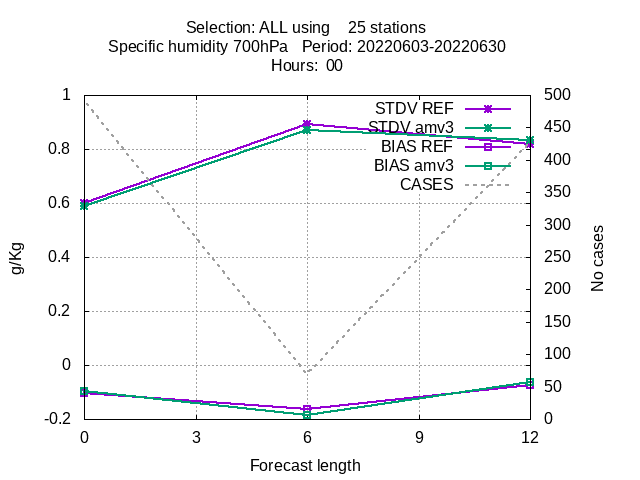 Selection: ALL using 25 stations
Specific humidity 700hPa Period: 20220603-20220630
Hours: 00
1
0.8
0.6
0.4
0.2
0
-0.2
g/Kg
STDV REF
STDV amv3
BIAS REF
BIAS amv3
CASES
500
450
400
350
300
250
200
150
100
50
0
No cases
0 3 6 9 12
Forecast length